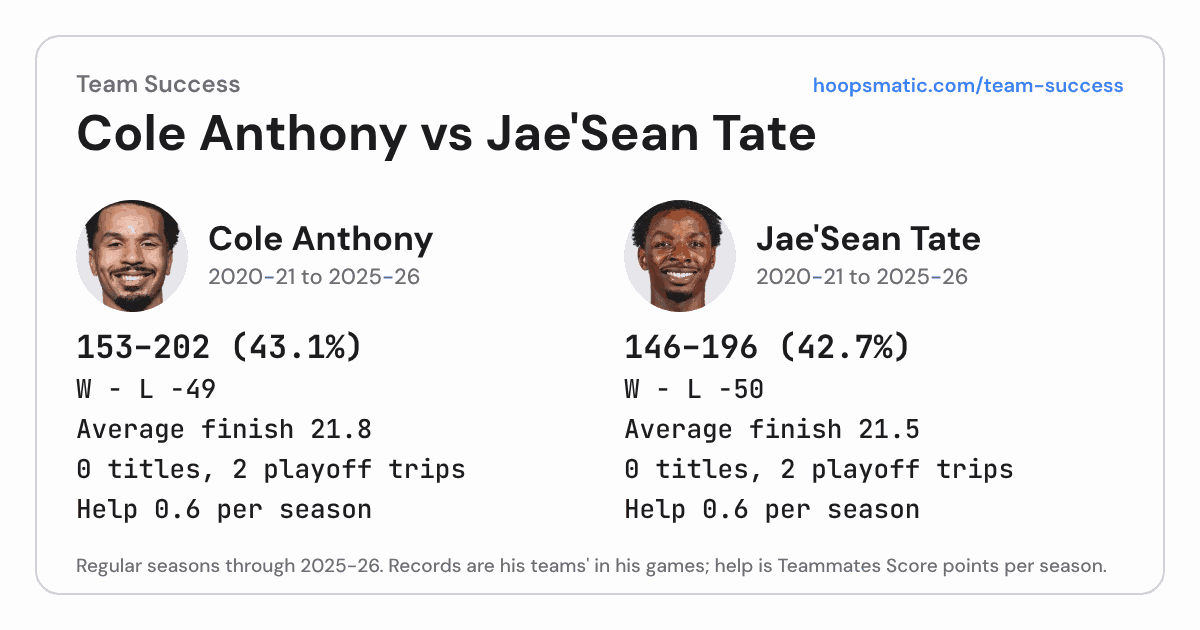 Team Success
hoopsmatic.com/team-success
Cole Anthony vs Jae'Sean Tate
Cole Anthony
2020-21 to 2025-26
153-202 (43.1%)
W - L -49
Average finish 21.8
0 titles, 2 playoff trips
Help 0.6 per season
Jae'Sean Tate
2020-21 to 2025-26
146-196 (42.7%)
W - L -50
Average finish 21.5
0 titles, 2 playoff trips
Help 0.6 per season
Regular seasons through 2025-26. Records are his teams' in his games; help is Teammates Score points per season.